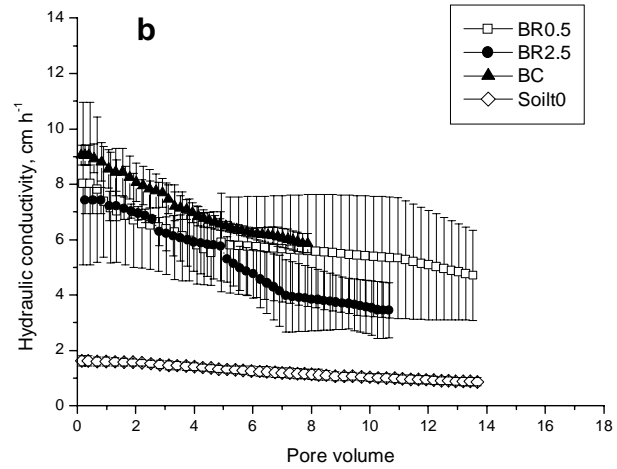 b
BR0.5
BR2.5
BC
Soilt0
Hydraulic conductivity, cm h⁻¹
14
12
10
8
6
4
2
0
0 2 4 6 8 10 12 14 16 18
Pore volume